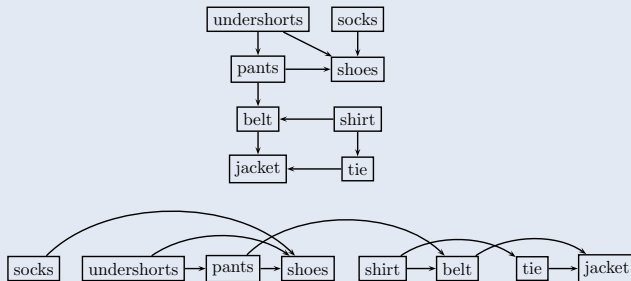 undershorts socks
pants shoes
belt shirt
jacket tie
socks undershorts pants shoes shirt belt tie jacket